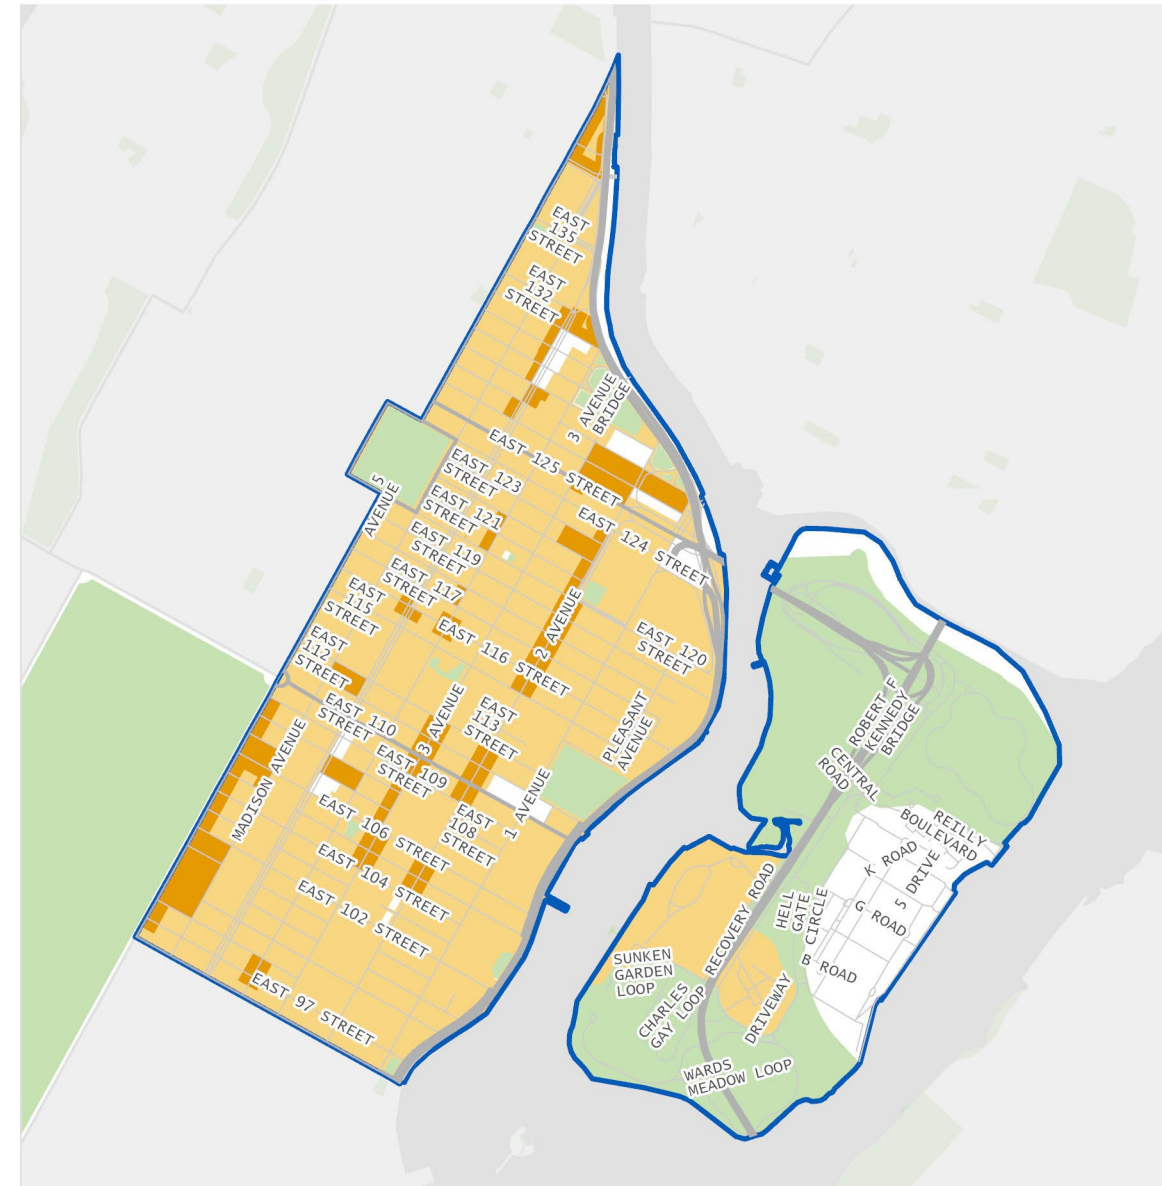 EAST
135
STREET
EAST
132
STREET
3 AVENUE
BRIDGE
EAST 125 STREET
EAST 123
STREET
5
AVENUE
EAST 121
STREET
EAST 124 STREET
EAST 119
STREET
EAST 117
STREET
EAST
115
STREET
2 AVENUE
EAST 116 STREET
EAST 120
STREET
EAST
112
STREET
PLEASANT
AVENUE
EAST 110
STREET
3 AVENUE
EAST
113
STREET
MADISON AVENUE
EAST 109
STREET
1 AVENUE
EAST 106 STREET
EAST
108
STREET
EAST 104 STREET
EAST 102 STREET
EAST 97 STREET
ROBERT F
KENNEDY
BRIDGE
CENTRAL
ROAD
REILLY
BOULEVARD
K ROAD
5 DRIVE
G ROAD
B ROAD
HELL
GATE
CIRCLE
RECOVERY ROAD
SUNKEN
GARDEN
LOOP
CHARLES
GAY LOOP
DRIVEWAY
WARDS
MEADOW LOOP